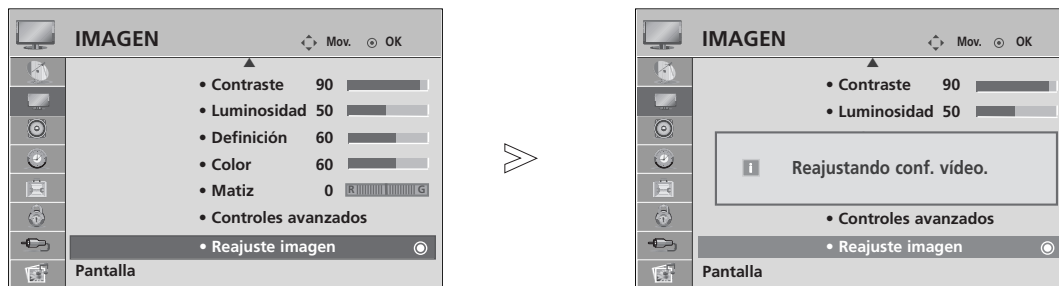 IMAGEN Mov. OK
• Contraste 90
• Luminosidad 50
• Definición 60
• Color 60
• Matiz 0 R G
• Controles avanzados
• Reajuste imagen
Pantalla
IMAGEN Mov. OK
• Contraste 90
• Luminosidad 50
i Reajustando conf. vídeo.
• Controles avanzados
• Reajuste imagen
Pantalla